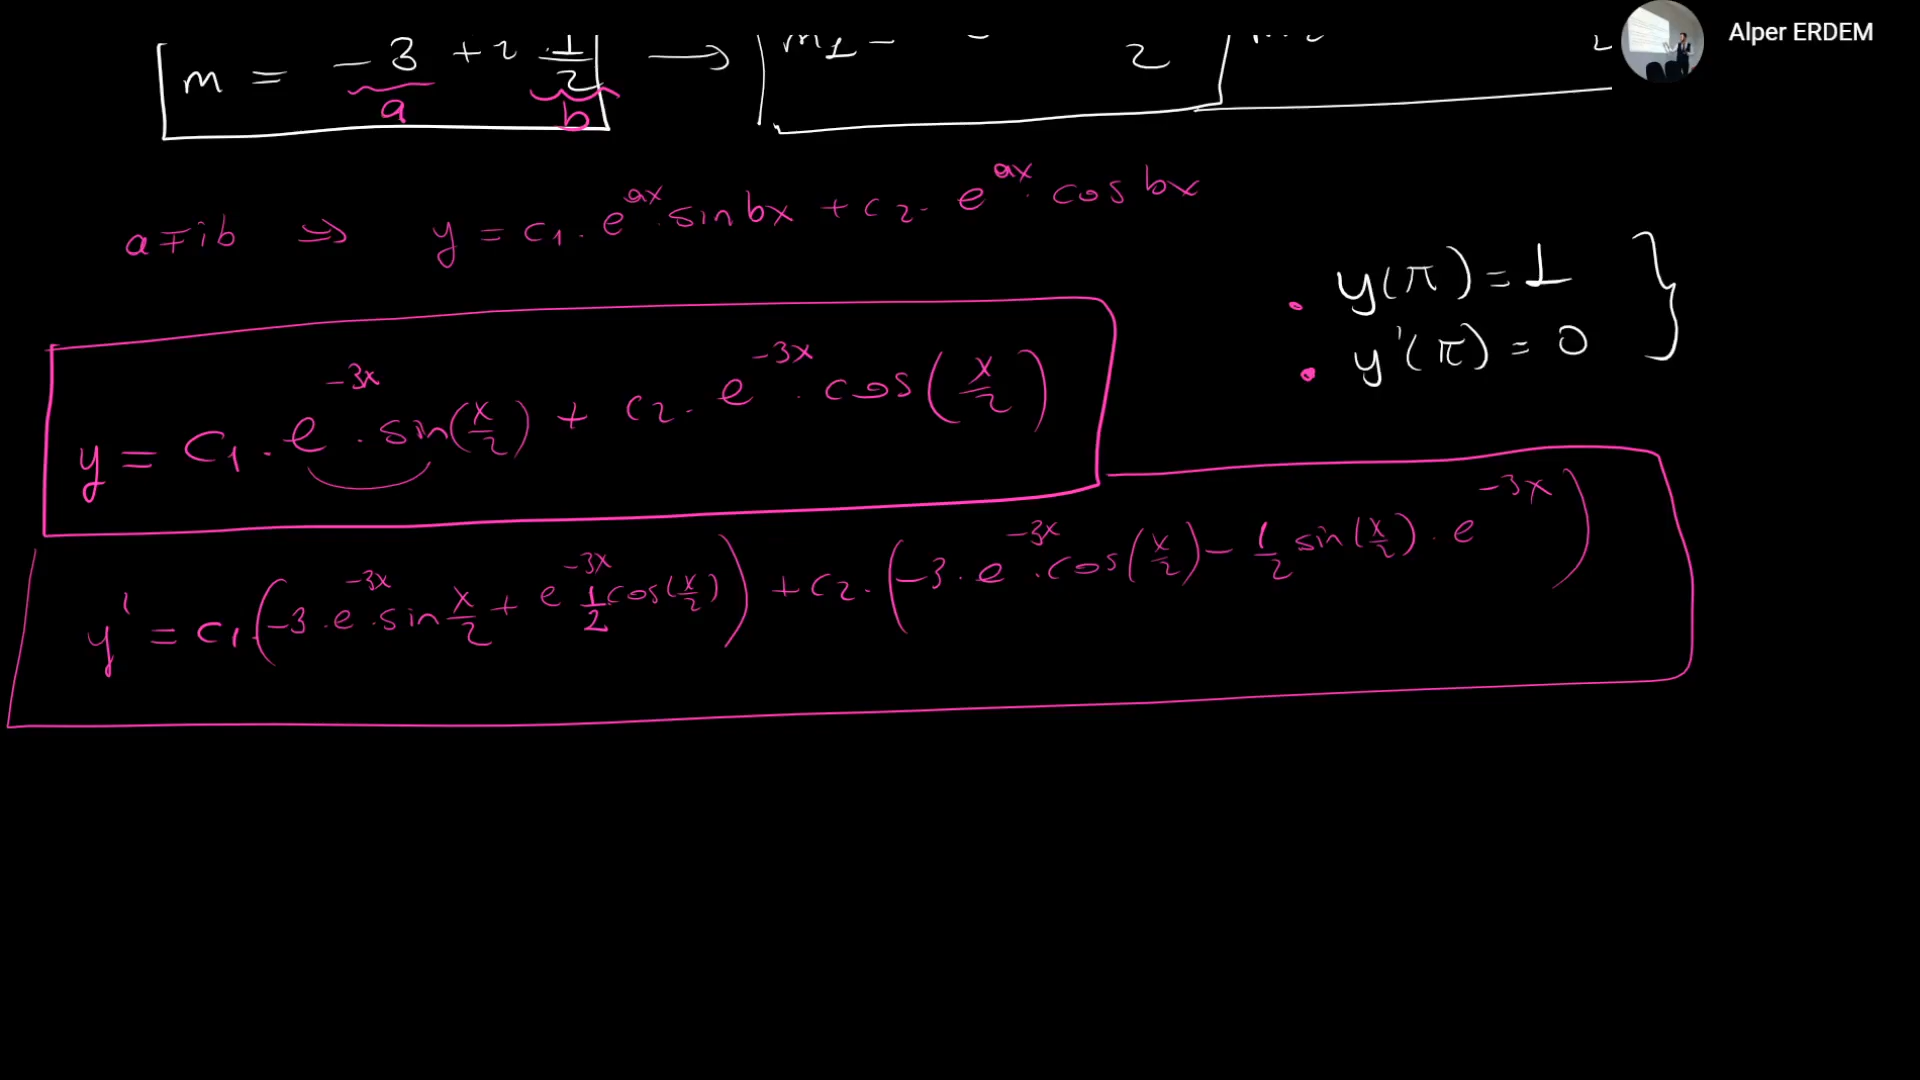 Alper ERDEM
m = -3 + i 1/2 → m1 = 2
a b
a ∓ ib ⇒ y = c1 . e^ax . sin bx + c2 . e^ax . cos bx
• y(π) = 1
• y'(π) = 0
y = c1 . e^-3x . sin(x/2) + c2 . e^-3x . cos(x/2)
y' = c1 . (-3 . e^-3x . sin x/2 + e^-3x 1/2 cos(x/2)) + c2 . (-3 . e^-3x . cos(x/2) - 1/2 sin(x/2) . e^-3x)